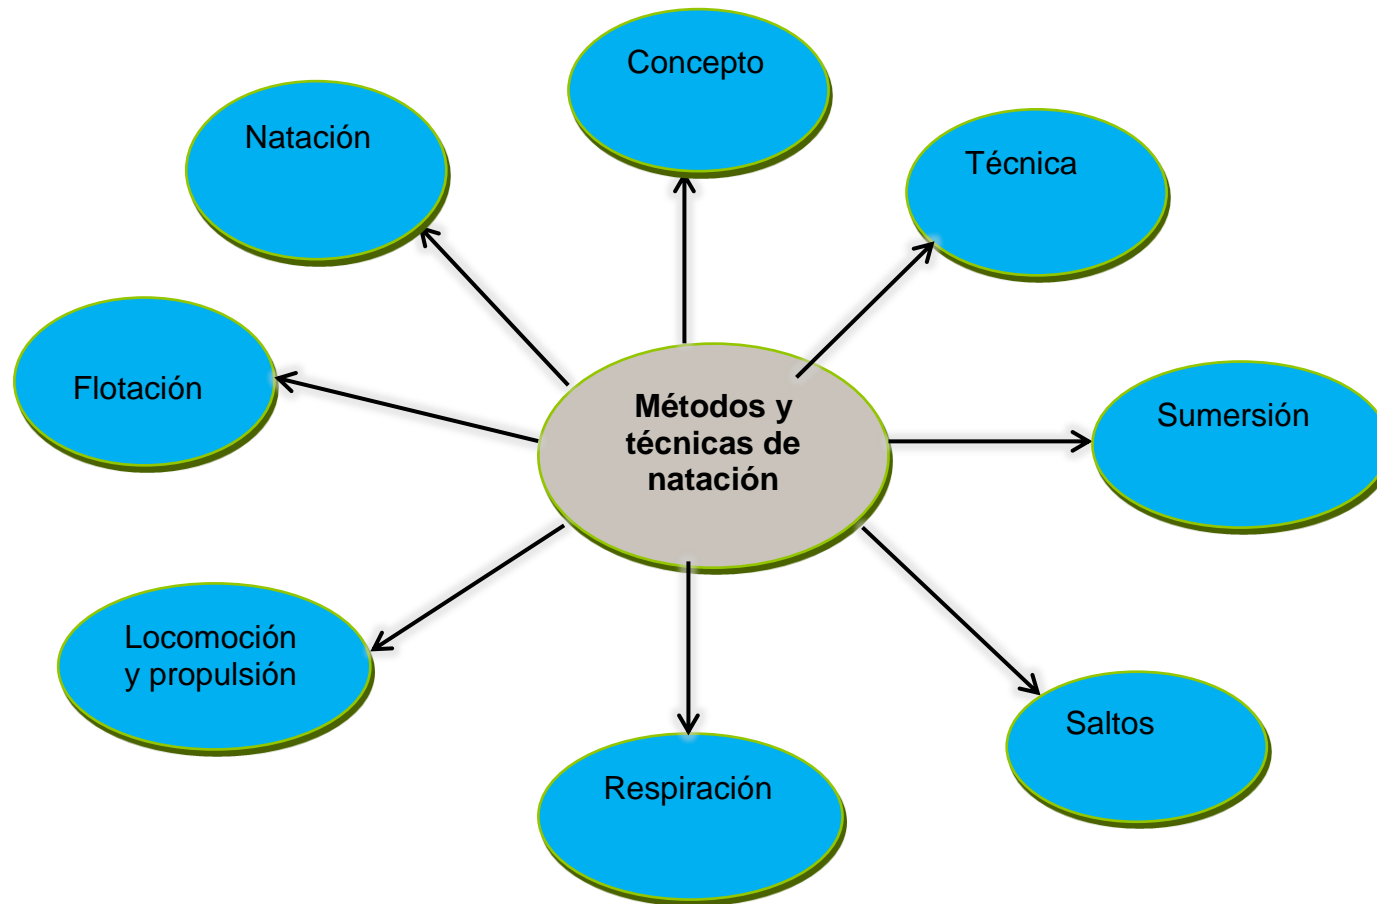 Concepto
Natación
Técnica
Flotación
Métodos y
técnicas de
natación
Sumersión
Locomoción
y propulsión
Saltos
Respiración